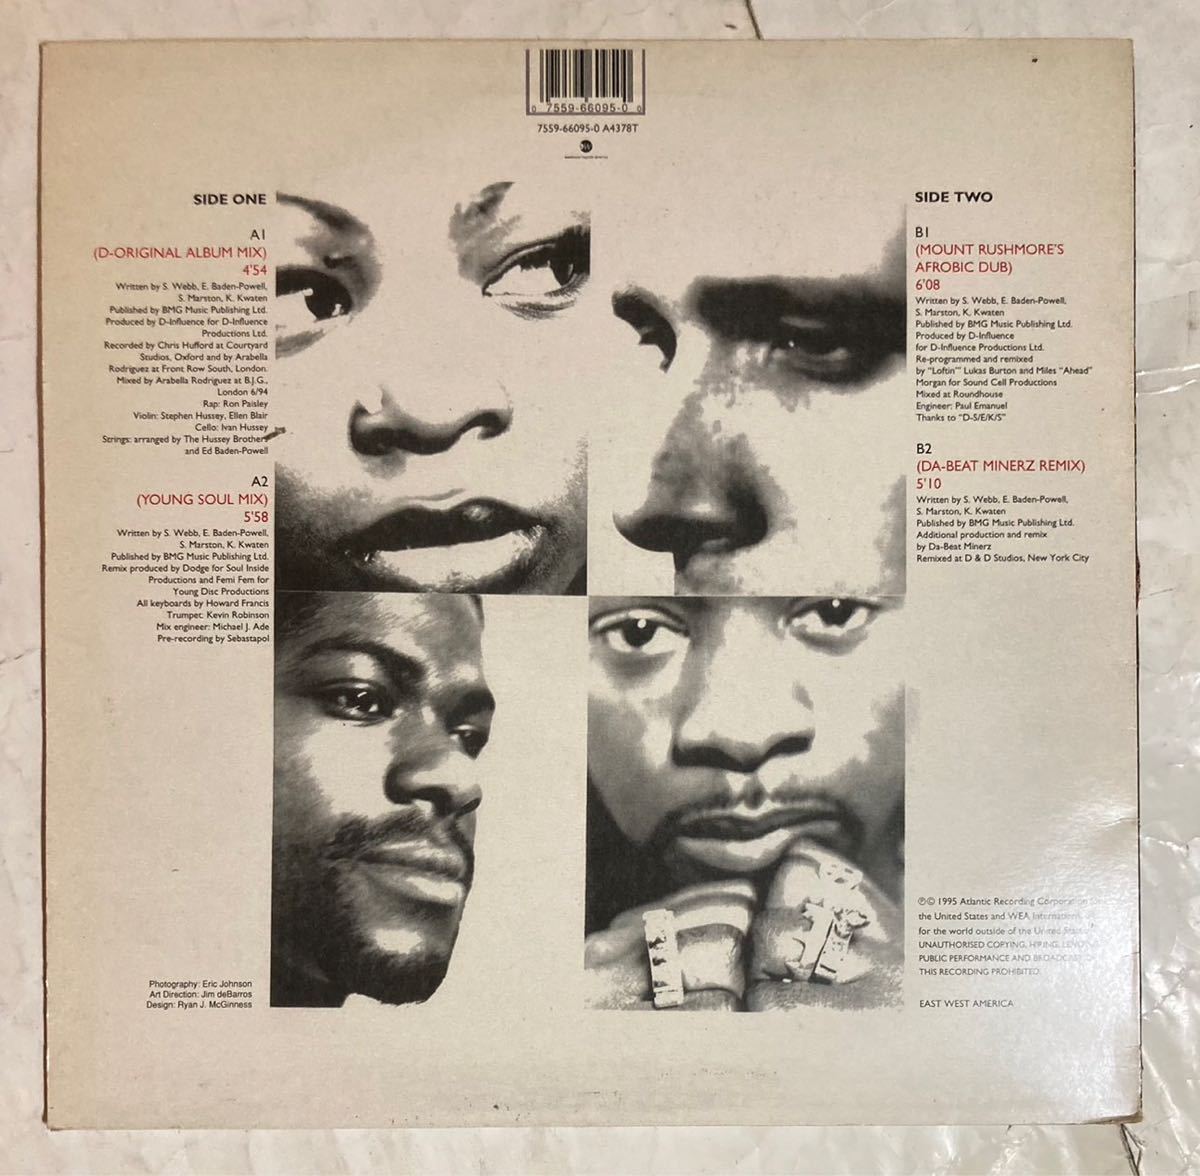 0 7559-66095-0 0
7559-66095-0 A4378T
SIDE ONE
A1
(D-ORIGINAL ALBUM MIX)
4'54
Written by S. Webb, E. Baden-Powell,
S. Marston, K. Kwaten
Published by BMG Music Publishing Ltd.
Produced by D-Influence for D-Influence
Productions Ltd.
Recorded by Chris Hufford at Courtyard
Studios, Oxford and by Arabella
Rodriguez at Front Row South, London.
Mixed by Arabella Rodriguez at B.J.G.,
London 6/94
Rap: Ron Paisley
Violin: Stephen Hussey, Ellen Blair
Cello: Ivan Hussey
Strings: arranged by The Hussey Brothers
and Ed Baden-Powell
A2
(YOUNG SOUL MIX)
5'58
Written by S. Webb, E. Baden-Powell,
S. Marston, K. Kwaten
Published by BMG Music Publishing Ltd.
Remix produced by Dodge for Soul Inside
Productions and Femi Fem for
Young Disc Productions
All keyboards by Howard Francis
Trumpet: Kevin Robinson
Mix engineer: Michael J. Ade
Pre-recording by Sebastapol
Photography: Eric Johnson
Art Direction: Jim deBarros
Design: Ryan J. McGinness
SIDE TWO
B1
(MOUNT RUSHMORE'S
AFROBIC DUB)
6'08
Written by S. Webb, E. Baden-Powell,
S. Marston, K. Kwaten
Published by BMG Music Publishing Ltd.
Produced by D-Influence
for D-Influence Productions Ltd.
Re-programmed and remixed
by "Loftin'" Lukas Burton and Miles "Ahead"
Morgan for Sound Cell Productions
Mixed at Roundhouse
Engineer: Paul Emanuel
Thanks to "D-S/E/K/S"
B2
(DA-BEAT MINERZ REMIX)
5'10
Written by S. Webb, E. Baden-Powell,
S. Marston, K. Kwaten
Published by BMG Music Publishing Ltd.
Additional production and remix
by Da-Beat Minerz
Remixed at D & D Studios, New York City
℗© 1995 Atlantic Recording Corporation
the United States and WEA International
for the world outside of the United States
UNAUTHORISED COPYING, HIRING, LENDING
PUBLIC PERFORMANCE AND BROADCAST OF
THIS RECORDING PROHIBITED.
EAST WEST AMERICA